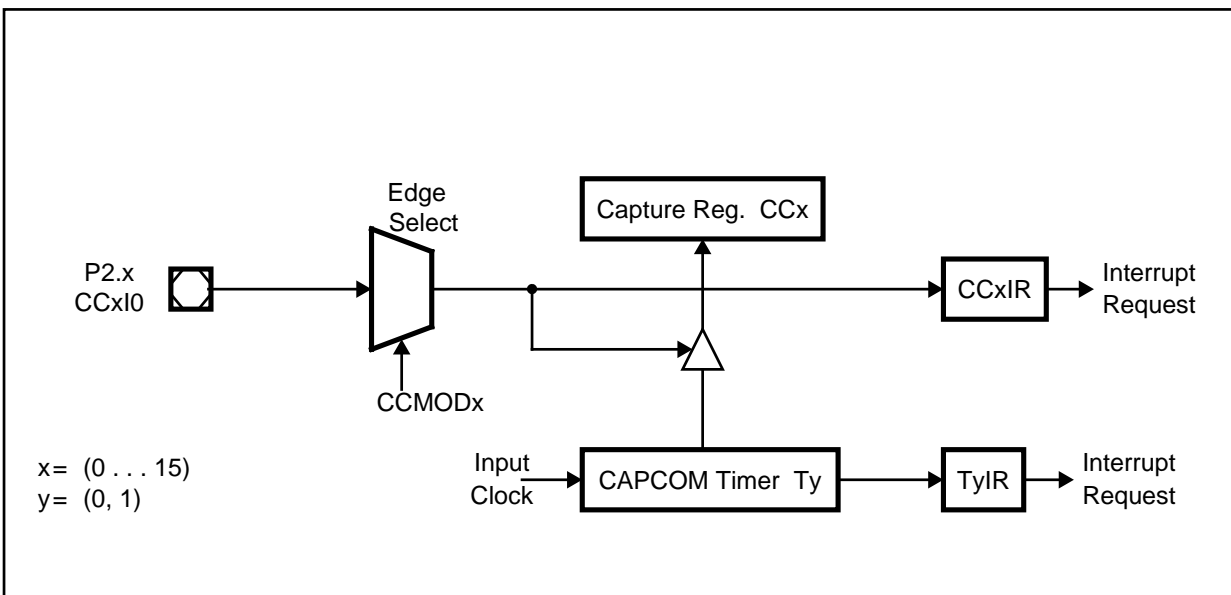 Edge
Select
Capture Reg. CCx
P2.x
CCxI0
CCxIR
Interrupt
Request
CCMODx
x= (0 . . . 15)
y= (0, 1)
Input
Clock
CAPCOM Timer Ty
TyIR
Interrupt
Request